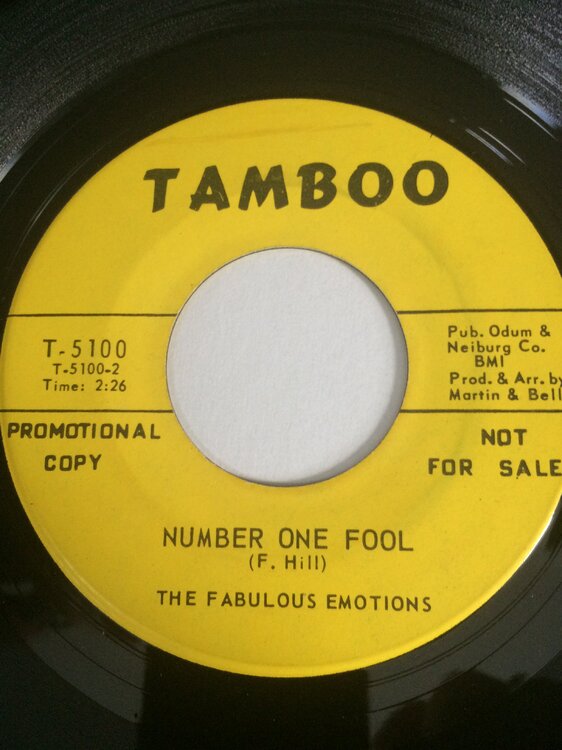 TAMBOO
T-5100
T-5100-2
Time: 2:26
Pub. Odum &
Neiburg Co.
BMI
Prod. & Arr. by
Martin & Bell
PROMOTIONAL
COPY
NOT
FOR SALE
NUMBER ONE FOOL
(F. Hill)
THE FABULOUS EMOTIONS